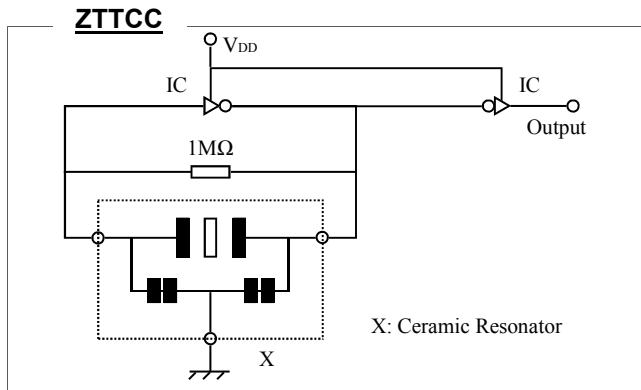 ZTTCC
VDD
IC
IC
Output
1MΩ
X: Ceramic Resonator
X